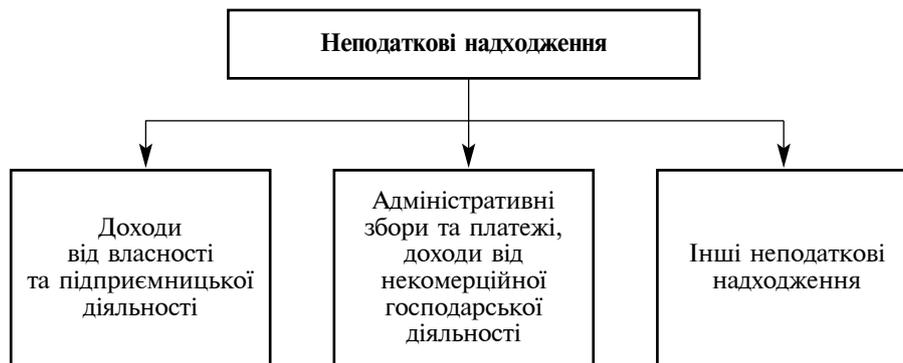 Неподаткові надходження
Доходи
від власності
та підприємницької
діяльності
Адміністративні
збори та платежі,
доходи від
некомерційної
господарської
діяльності
Інші неподаткові
надходження